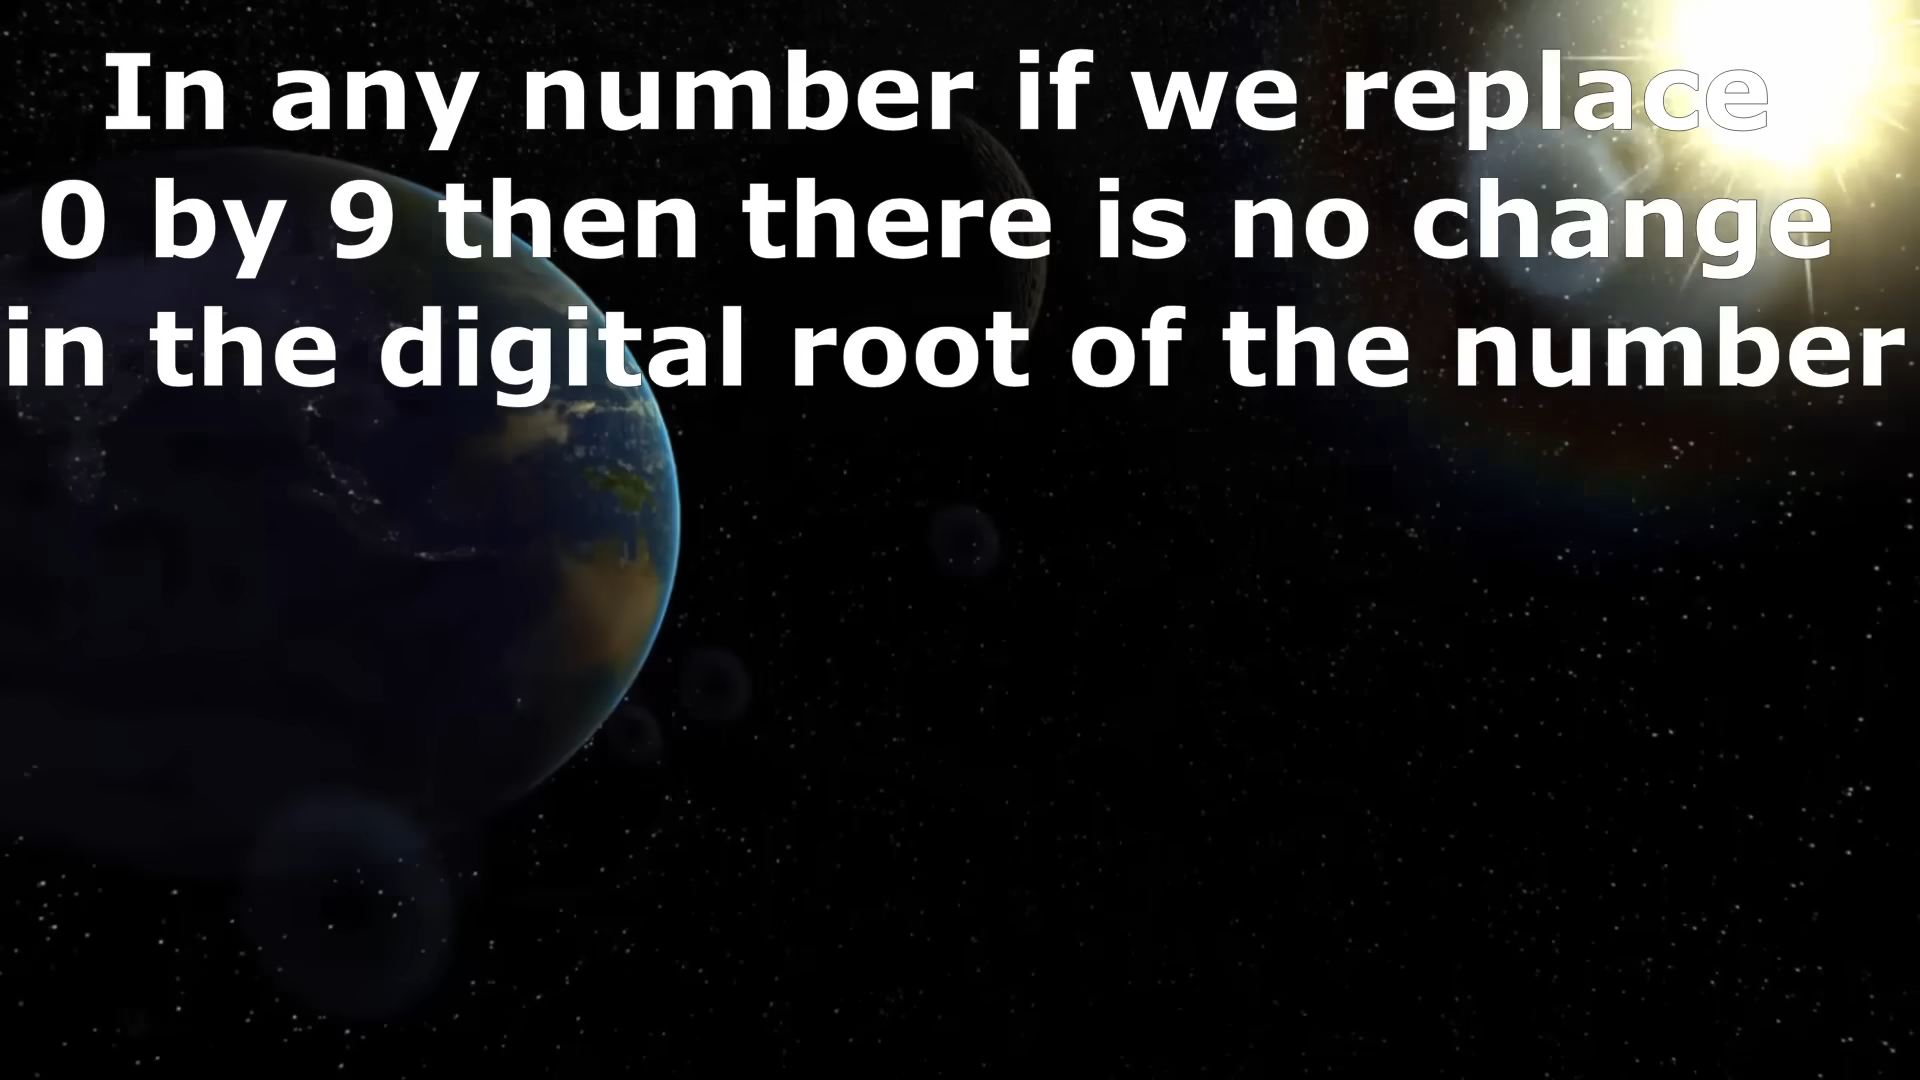 In any number if we replace
0 by 9 then there is no change
in the digital root of the number